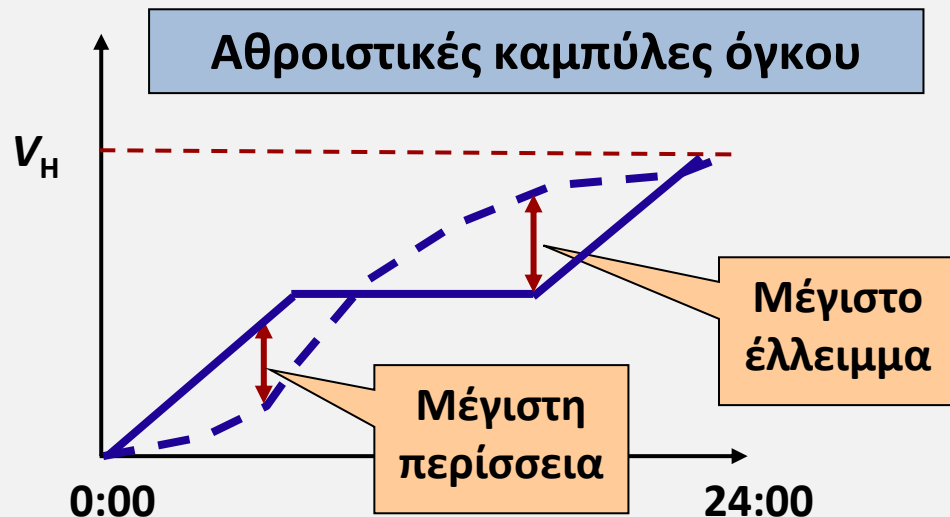 Αθροιστικές καμπύλες όγκου
VH
Μέγιστο
έλλειμμα
Μέγιστη
περίσσεια
0:00
24:00